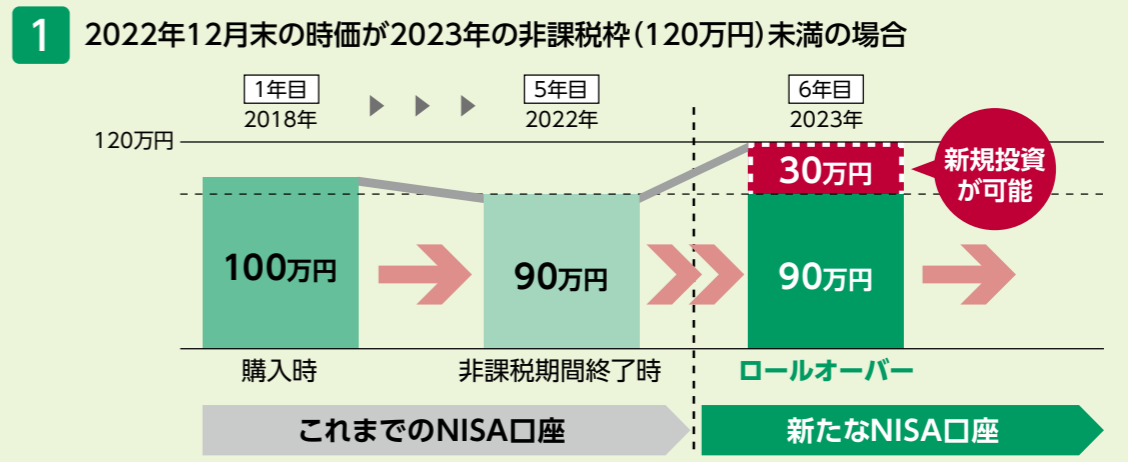 1 2022年12月末の時価が2023年の非課税枠（120万円）未満の場合
1年目
2018年
5年目
2022年
6年目
2023年
120万円
30万円
新規投資
が可能
100万円
90万円
90万円
購入時
非課税期間終了時
ロールオーバー
これまでのNISA口座
新たなNISA口座